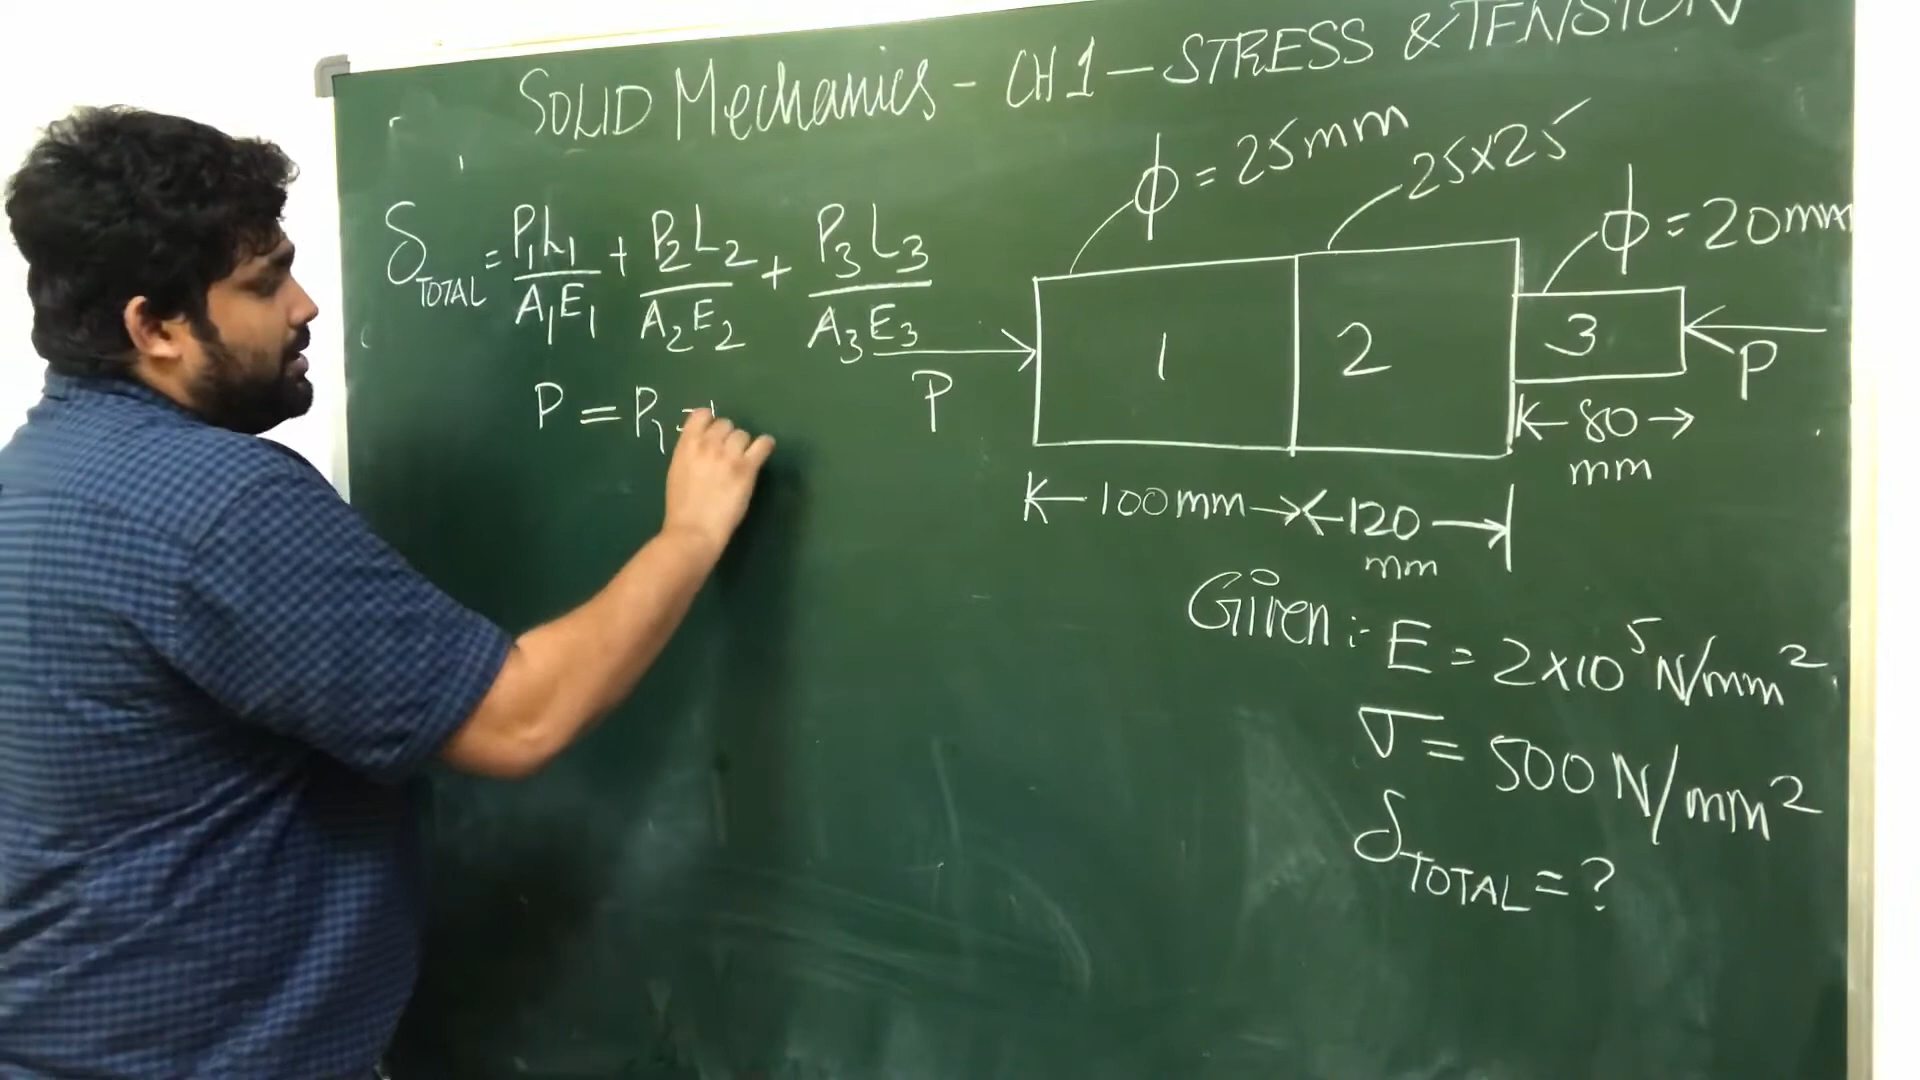 SOLID Mechanics - CH 1 - STRESS & TENSION
δTOTAL = P₁L₁/A₁E₁ + P₂L₂/A₂E₂ + P₃L₃/A₃E₃
P = P₁ =
ϕ = 25mm
25x25
ϕ = 20mm
1
2
3
P
P
80 mm
100mm
120 mm
Given :- E = 2x10⁵ N/mm²
σ = 500 N/mm²
δTOTAL = ?